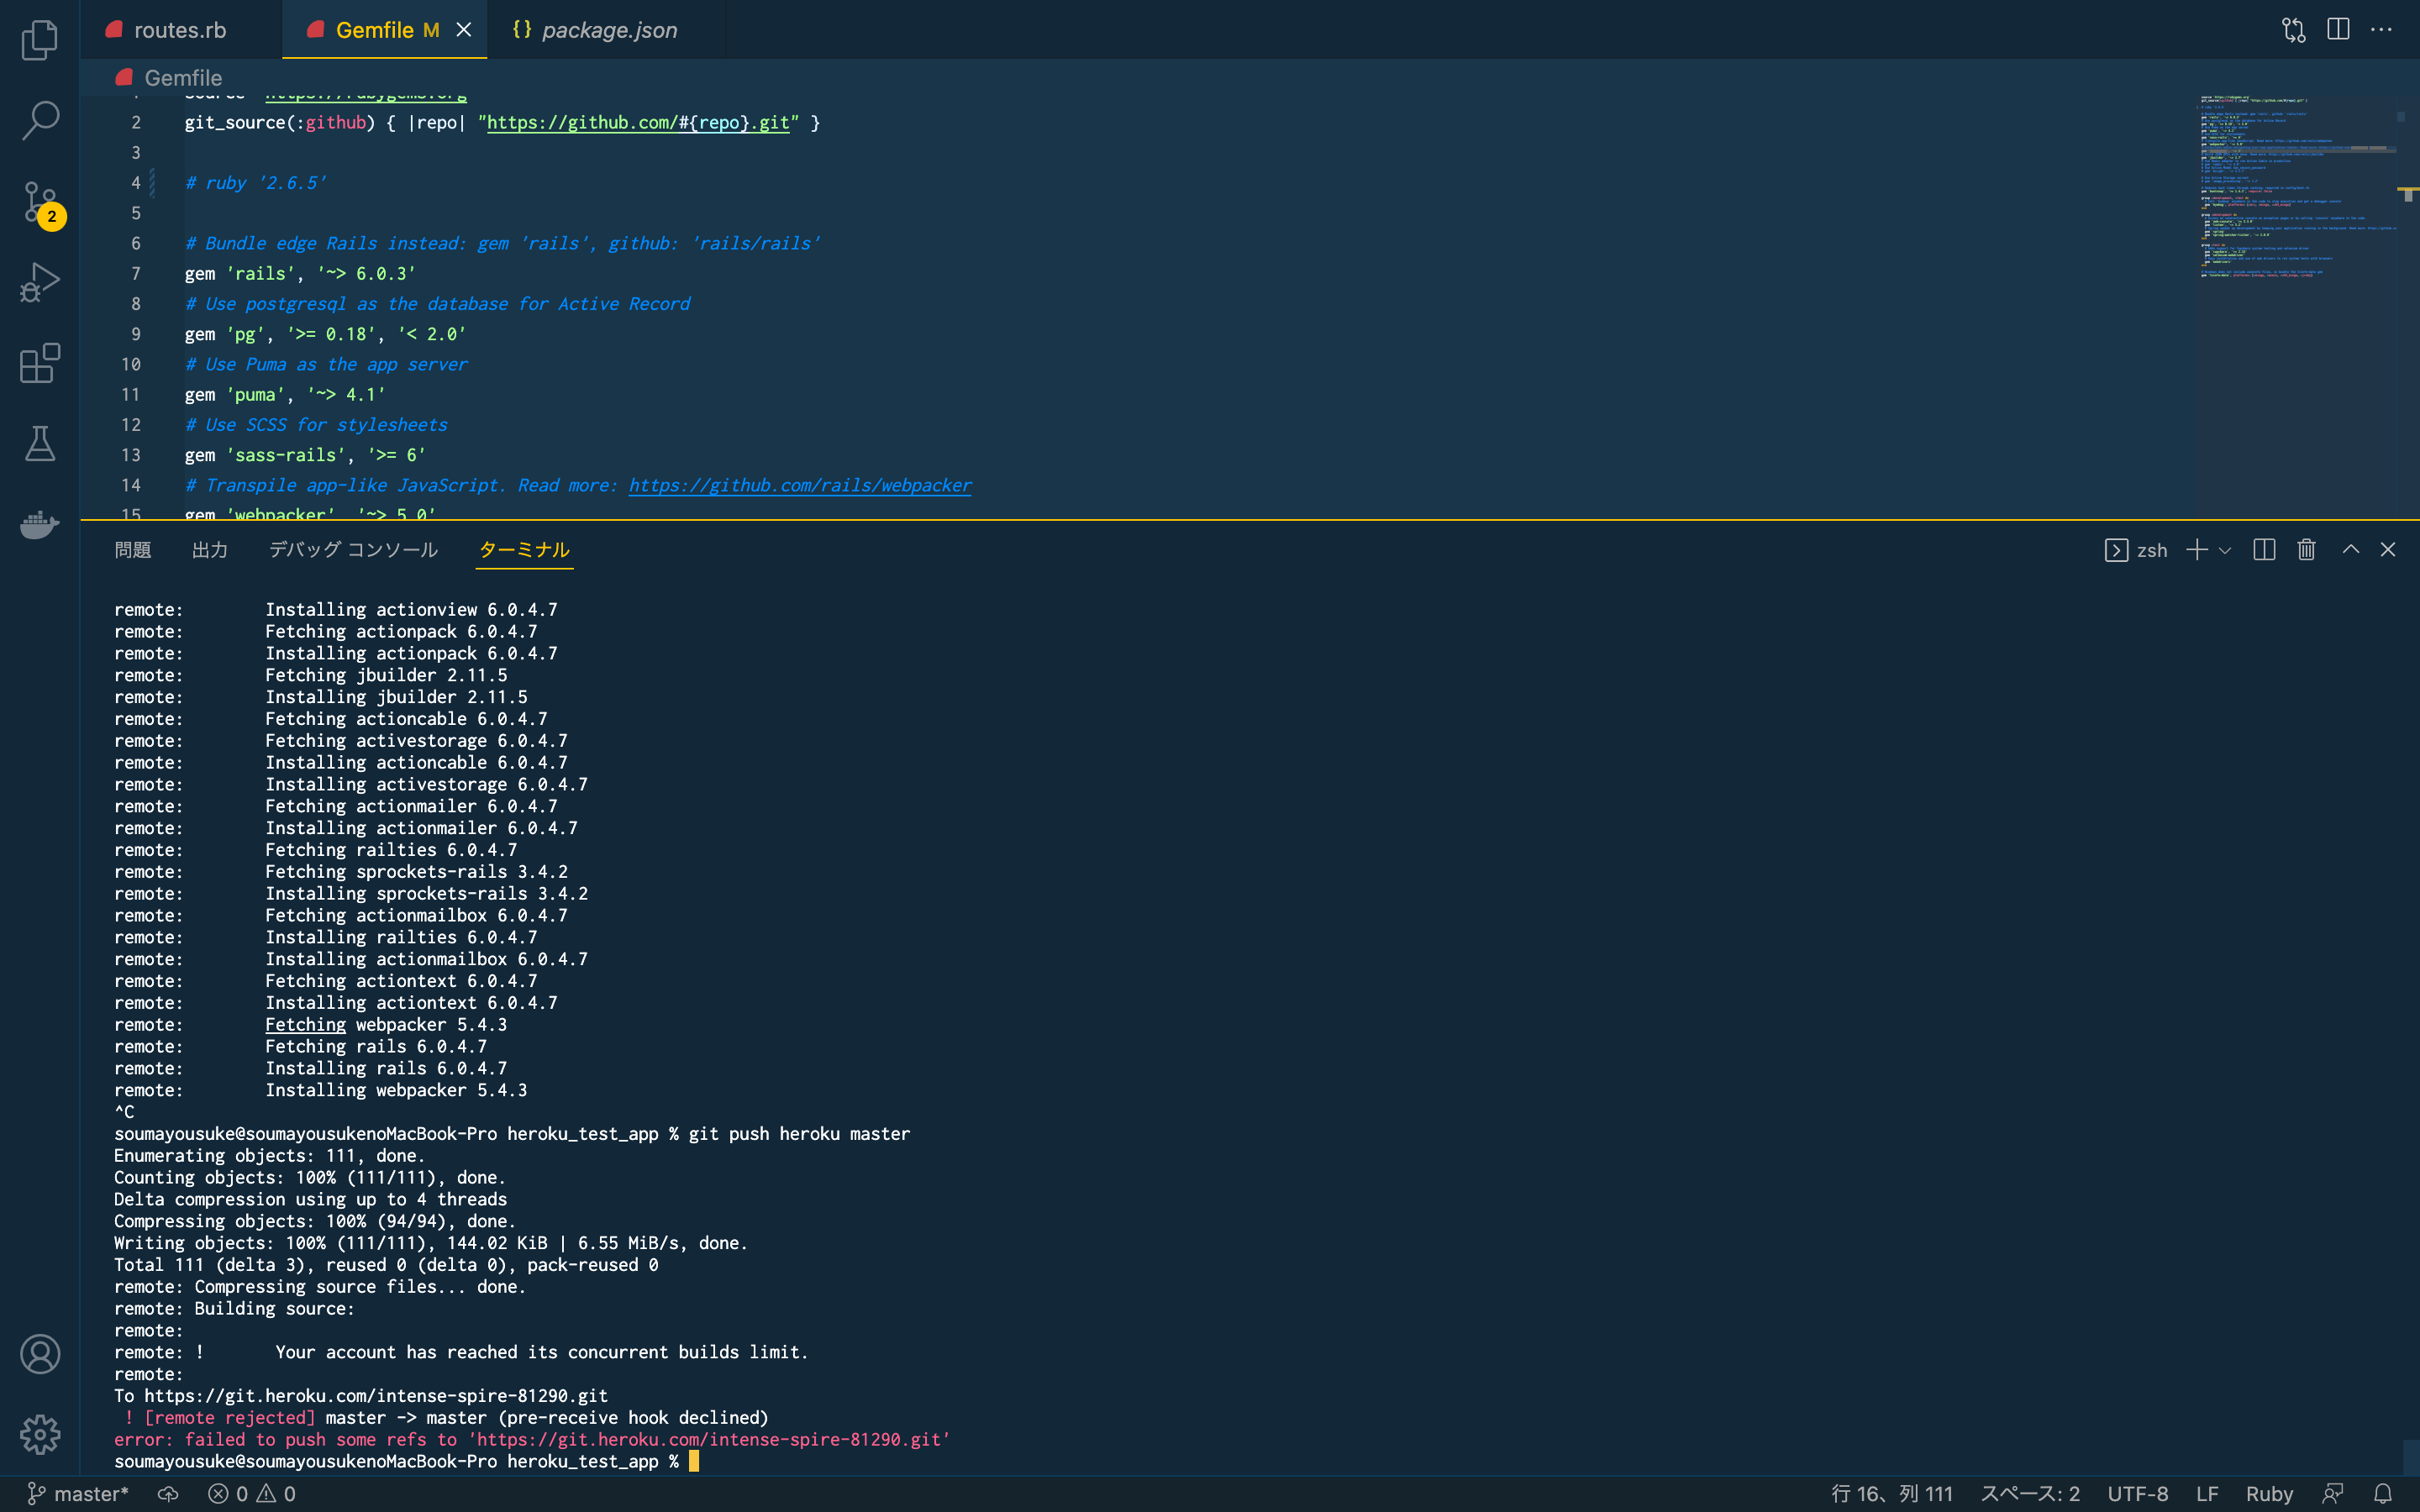 routes.rb
Gemfile M
{} package.json
Gemfile
2 git_source(:github) { |repo| "https://github.com/#{repo}.git" }
3
4 # ruby '2.6.5'
5
6 # Bundle edge Rails instead: gem 'rails', github: 'rails/rails'
7 gem 'rails', '~> 6.0.3'
8 # Use postgresql as the database for Active Record
9 gem 'pg', '>= 0.18', '< 2.0'
10 # Use Puma as the app server
11 gem 'puma', '~> 4.1'
12 # Use SCSS for stylesheets
13 gem 'sass-rails', '>= 6'
14 # Transpile app-like JavaScript. Read more: https://github.com/rails/webpacker
15 gem 'webpacker', '~> 5.0'
2
問題 出力 デバッグ コンソール ターミナル
zsh
remote: Installing actionview 6.0.4.7
remote: Fetching actionpack 6.0.4.7
remote: Installing actionpack 6.0.4.7
remote: Fetching jbuilder 2.11.5
remote: Installing jbuilder 2.11.5
remote: Fetching actioncable 6.0.4.7
remote: Fetching activestorage 6.0.4.7
remote: Installing actioncable 6.0.4.7
remote: Installing activestorage 6.0.4.7
remote: Fetching actionmailer 6.0.4.7
remote: Installing actionmailer 6.0.4.7
remote: Fetching railties 6.0.4.7
remote: Fetching sprockets-rails 3.4.2
remote: Installing sprockets-rails 3.4.2
remote: Fetching actionmailbox 6.0.4.7
remote: Installing railties 6.0.4.7
remote: Installing actionmailbox 6.0.4.7
remote: Fetching actiontext 6.0.4.7
remote: Installing actiontext 6.0.4.7
remote: Fetching webpacker 5.4.3
remote: Fetching rails 6.0.4.7
remote: Installing rails 6.0.4.7
remote: Installing webpacker 5.4.3
^C
soumayousuke@soumayousukenoMacBook-Pro heroku_test_app % git push heroku master
Enumerating objects: 111, done.
Counting objects: 100% (111/111), done.
Delta compression using up to 4 threads
Compressing objects: 100% (94/94), done.
Writing objects: 100% (111/111), 144.02 KiB | 6.55 MiB/s, done.
Total 111 (delta 3), reused 0 (delta 0), pack-reused 0
remote: Compressing source files... done.
remote: Building source:
remote:
remote: ! Your account has reached its concurrent builds limit.
remote:
To https://git.heroku.com/intense-spire-81290.git
! [remote rejected] master -> master (pre-receive hook declined)
error: failed to push some refs to 'https://git.heroku.com/intense-spire-81290.git'
soumayousuke@soumayousukenoMacBook-Pro heroku_test_app %
master* 0 0
行 16、列 111 スペース: 2 UTF-8 LF Ruby